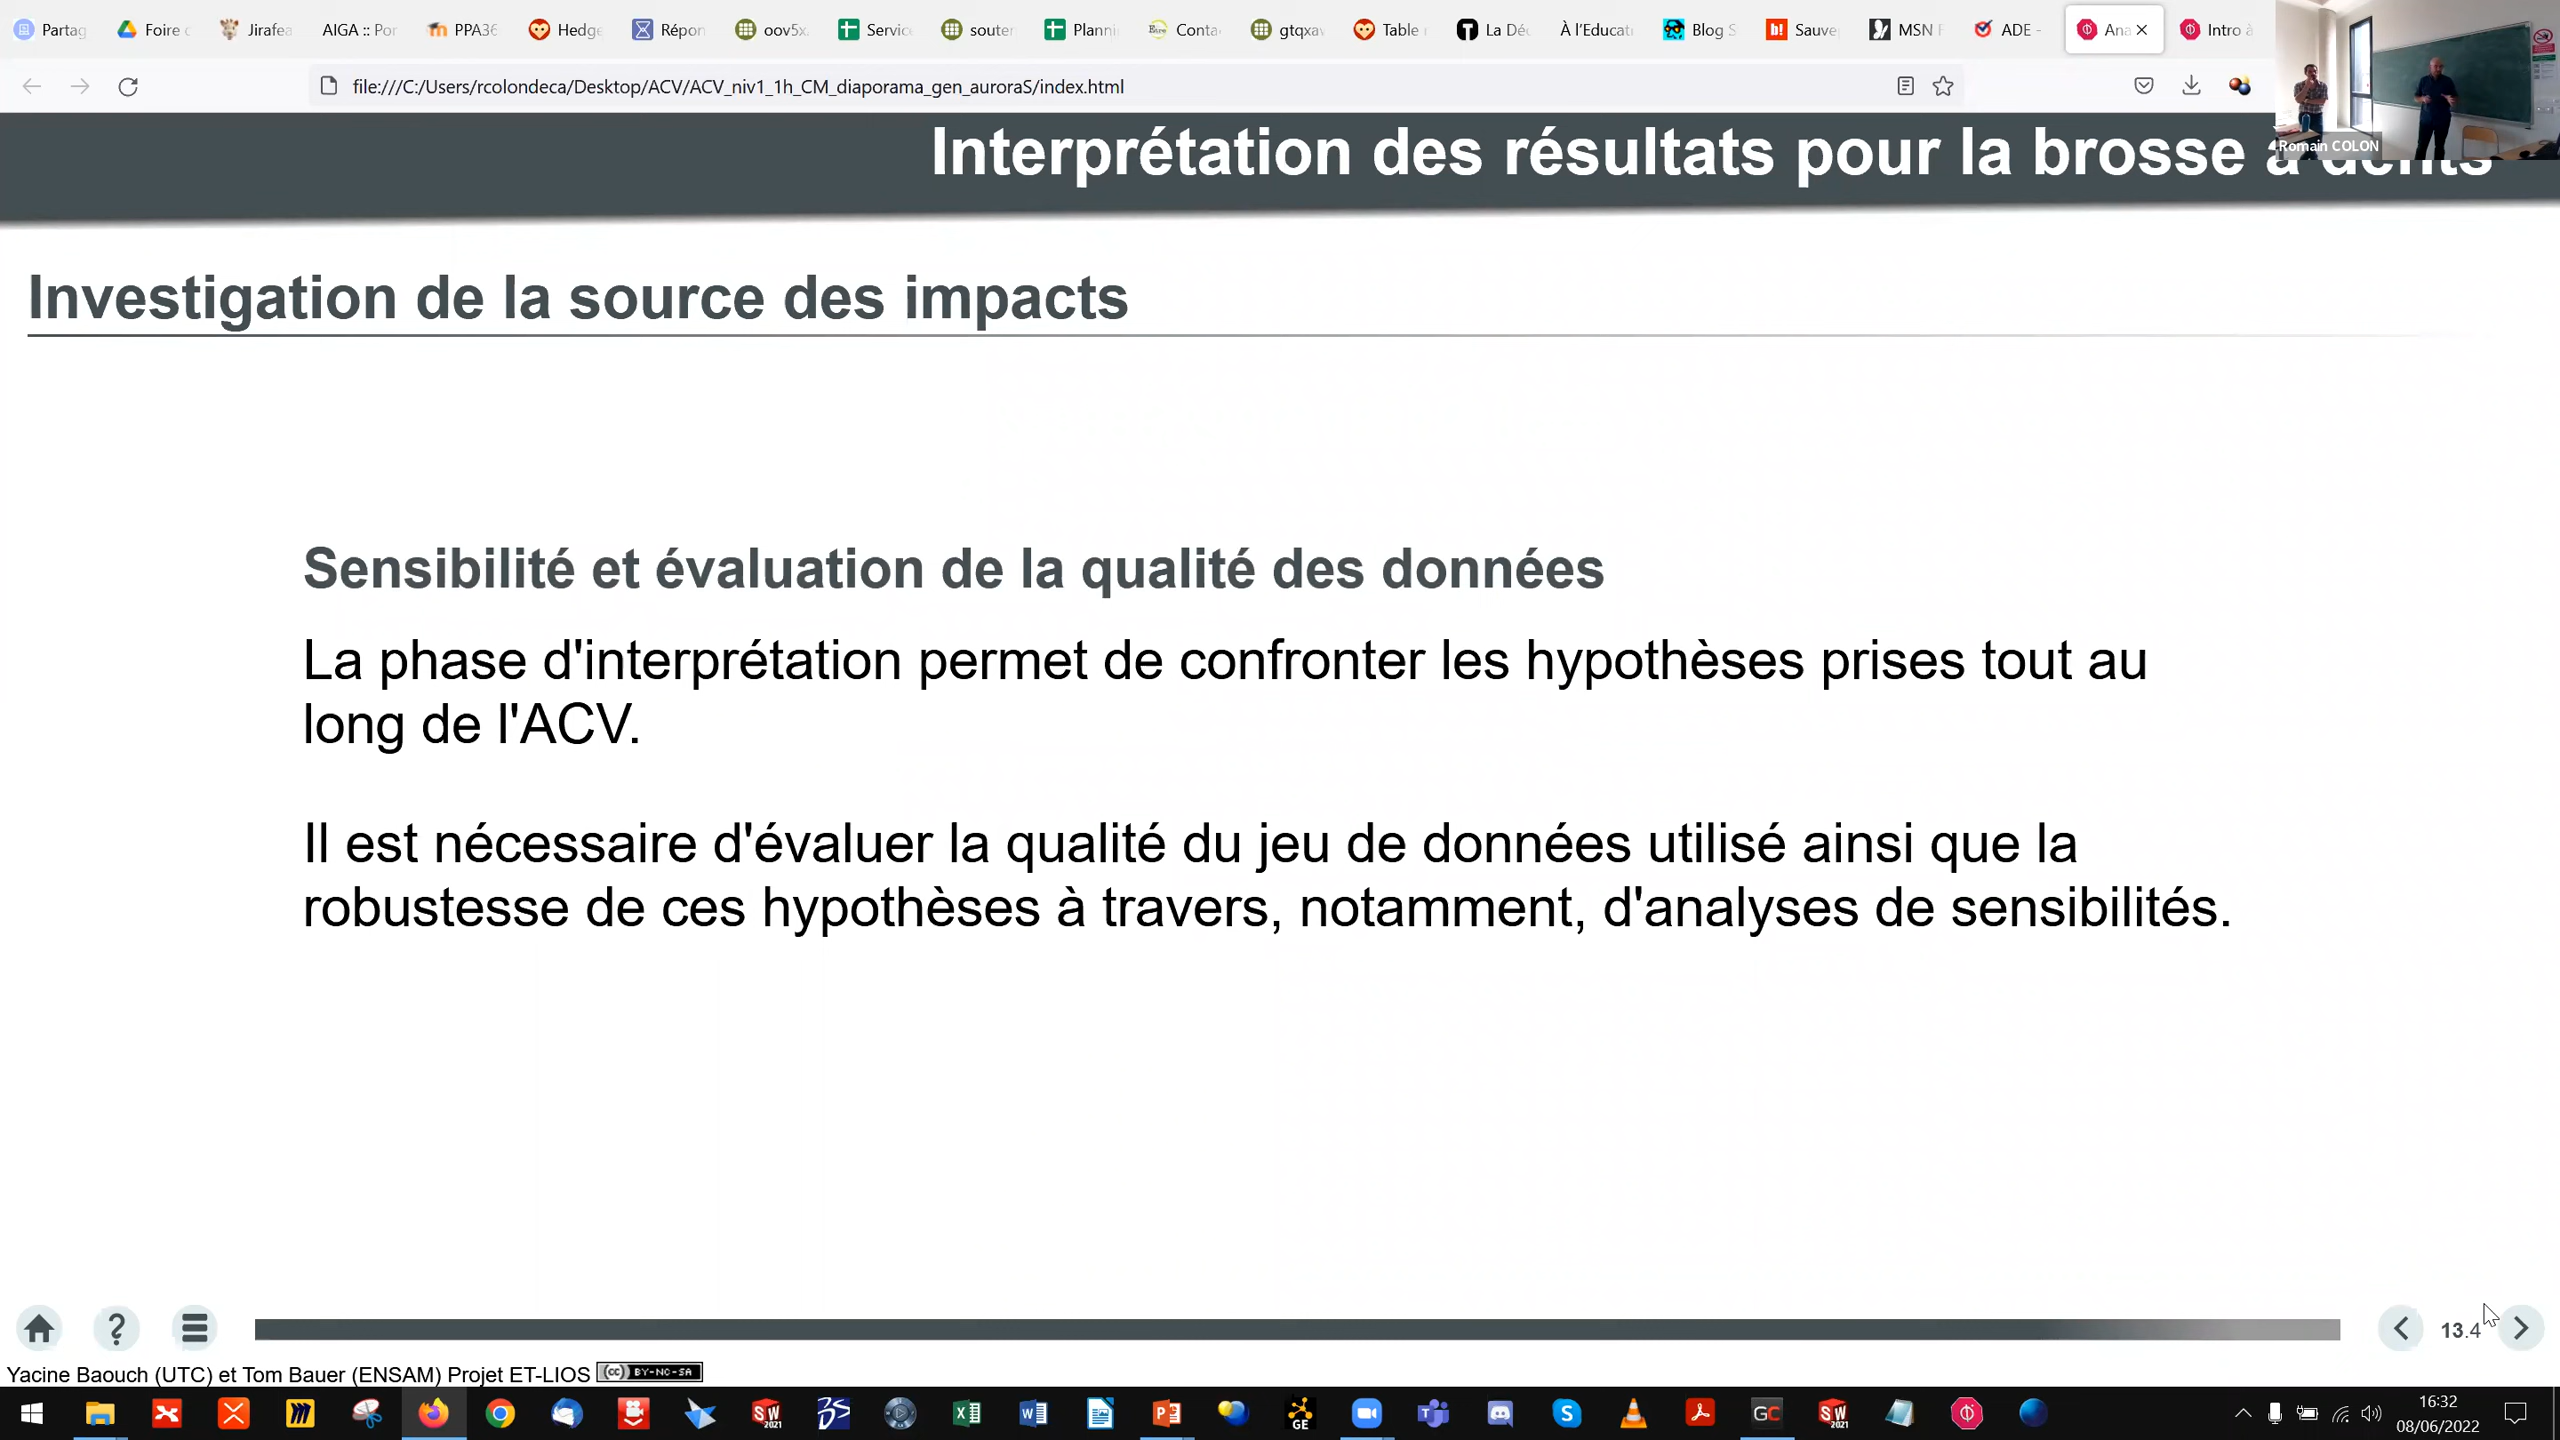 Partag
Foire
Jirafea
AIGA :: Por
PPA36
Hedg
Répon
oov5x
Service
souten
Planni
Conta
gtqxav
Table
La Déc
À l'Educat
Blog S
Sauve
MSN
ADE -
Ana
Intro à
file:///C:/Users/rcolondeca/Desktop/ACV/ACV_niv1_1h_CM_diaporama_gen_auroraS/index.html
Romain COLON
Interprétation des résultats pour la brosse à dents
Investigation de la source des impacts
Sensibilité et évaluation de la qualité des données
La phase d'interprétation permet de confronter les hypothèses prises tout au
long de l'ACV.
Il est nécessaire d'évaluer la qualité du jeu de données utilisé ainsi que la
robustesse de ces hypothèses à travers, notamment, d'analyses de sensibilités.
13.4
Yacine Baouch (UTC) et Tom Bauer (ENSAM) Projet ET-LIOS (cc) BY-NC-SA
16:32
08/06/2022